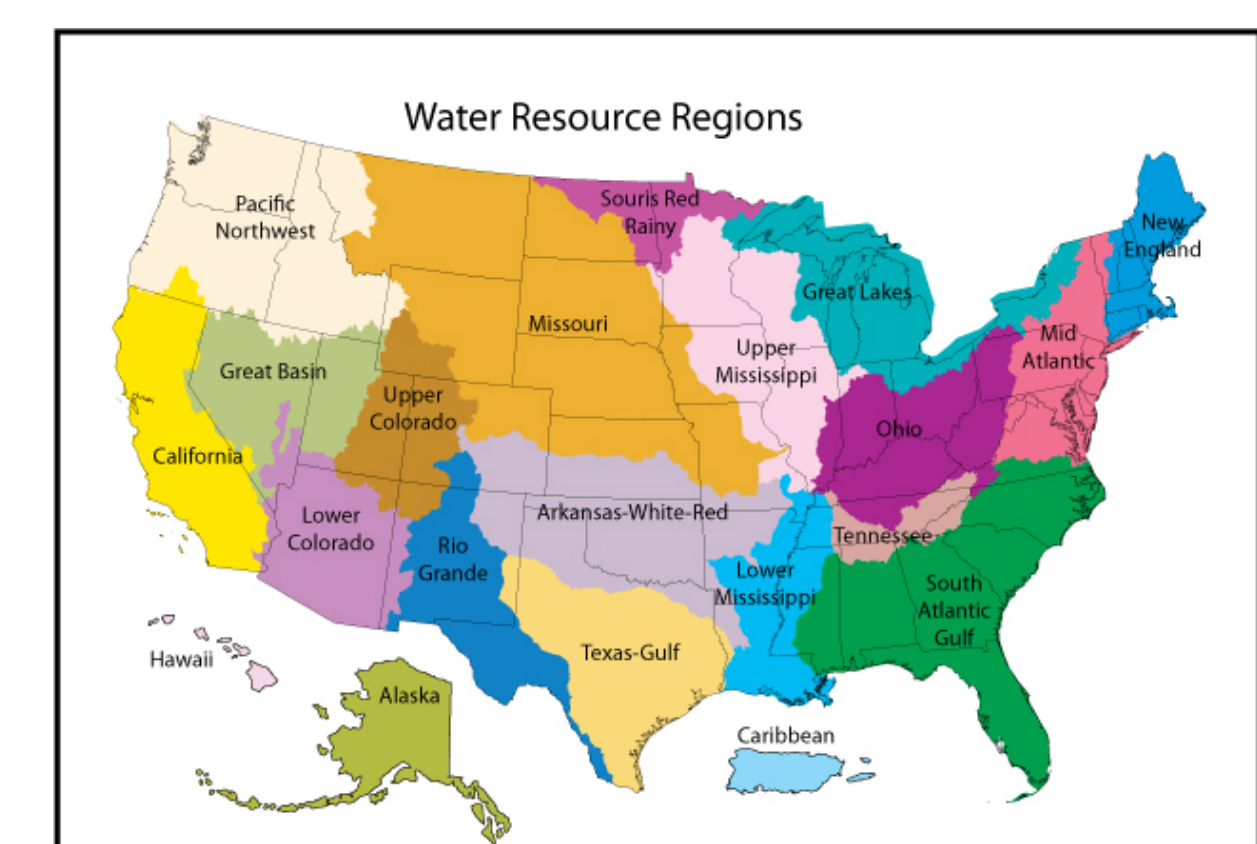 Water Resource Regions
Pacific
Northwest
Souris Red
Rainy
New
England
Great Lakes
Missouri
Mid
Atlantic
Upper
Mississippi
Great Basin
Upper
Colorado
Ohio
California
Lower
Colorado
Arkansas-White-Red
Tennessee
Rio
Grande
Lower
Mississippi
South
Atlantic
Gulf
Texas-Gulf
Hawaii
Alaska
Caribbean